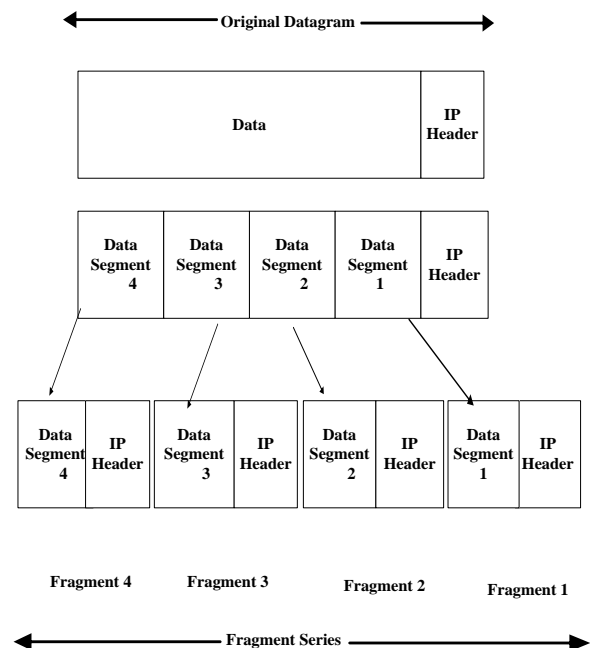 Original Datagram
Data
IP
Header
Data
Segment
4
Data
Segment
3
Data
Segment
2
Data
Segment
1
IP
Header
Data
Segment
4
IP
Header
Data
Segment
3
IP
Header
Data
Segment
2
IP
Header
Data
Segment
1
IP
Header
Fragment 4
Fragment 3
Fragment 2
Fragment 1
Fragment Series